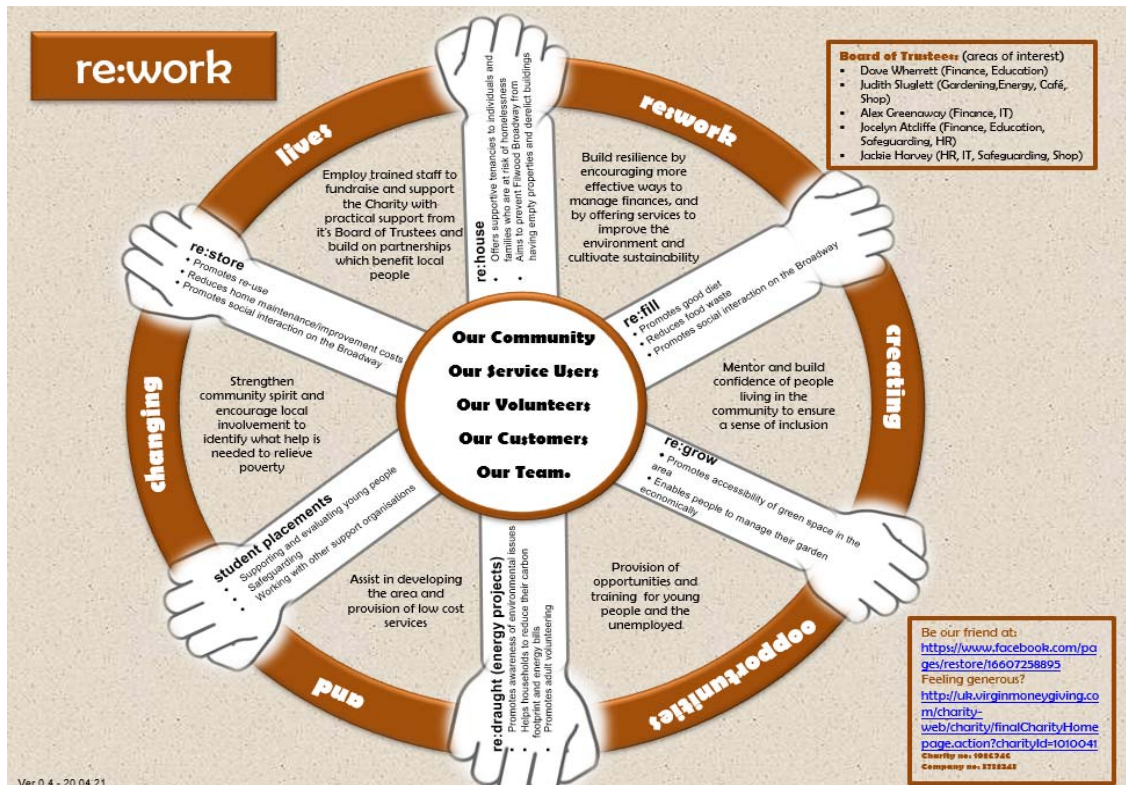 re:work
Board of Trustees (areas of interest)
▪ Dave Wherrett (Finance, Education)
▪ Judith Sluglett (Gardening,Energy, Café,
Shop)
▪ Alex Greenaway (Finance, IT)
▪ Jocelyn Atcliffe (Finance, Education,
Safeguarding, HR)
▪ Jackie Harvey (HR, IT, Safeguarding, Shop)
re:work
creating
oopportunities
and
changing
lives
re:house
• Offers supportive tenancies to individuals and
families who are at risk of homelessness
• Aims to prevent Filwood Broadway from
having empty properties and derelict buildings
Build resilience by
encouraging more
effective ways to
manage finances, and
by offering services to
improve the
environment and
cultivate sustainability
re:fill
• Promotes good diet
• Reduces food waste
• Promotes social interaction on the Broadway
Mentor and build
confidence of people
living in the
community to ensure
a sense of inclusion
re:grow
• Promotes accessibility of green space in the
area
• Enables people to manage their garden
economically
Provision of
opportunities and
training for young
people and the
unemployed
re:draught (energy projects)
• Promotes awareness of environmental issues
• Helps households to reduce their carbon
footprint and energy bills
• Promotes adult volunteering
Assist in developing
the area and
provision of low cost
services
student placements
• Supporting and evaluating young people
• Safeguarding
• Working with other support organisations
Strengthen
community spirit and
encourage local
involvement to
identify what help is
needed to relieve
poverty
re:store
• Promotes re-use
• Reduces home maintenance/improvement costs
• Promotes social interaction on the Broadway
Employ trained staff to
fundraise and support
the Charity with
practical support from
it's Board of Trustees and
build on partnerships
which benefit local
people
Our Community
Our Service Users
Our Volunteers
Our Customers
Our Team.
Be our friend at:
https://www.facebook.com/pa
ges/restore/16607258895
Feeling generous?
http://uk.virginmoneygiving.co
m/charity-
web/charity/finalCharityHome
page.action?charityId=1010041
Charity no:
Company no:
Ver 0.4 - 20.04.21